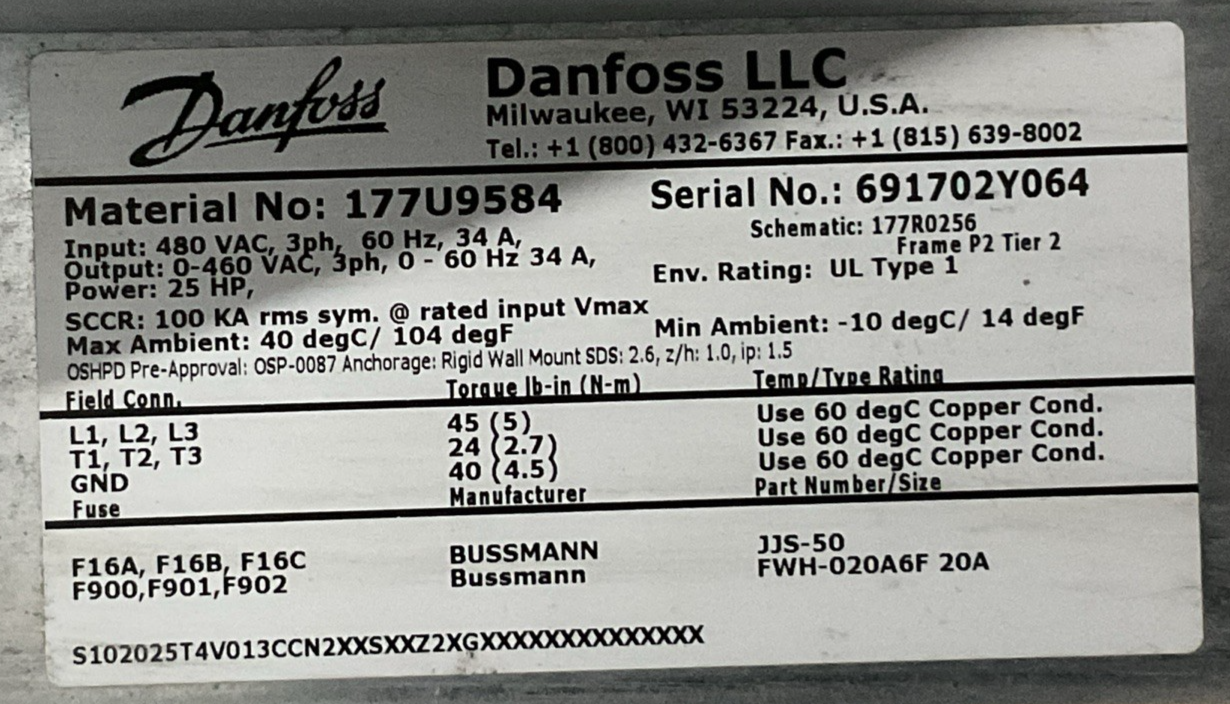 Danfoss
Danfoss LLC
Milwaukee, WI 53224, U.S.A.
Tel.: +1 (800) 432-6367 Fax.: +1 (815) 639-8002
Material No: 177U9584 Serial No.: 691702Y064
Schematic: 177R0256
Frame P2 Tier 2
Input: 480 VAC, 3ph, 60 Hz, 34 A,
Output: 0-460 VAC, 3ph, 0 - 60 Hz 34 A,
Power: 25 HP,
Env. Rating: UL Type 1
SCCR: 100 KA rms sym. @ rated input Vmax
Max Ambient: 40 degC/ 104 degF Min Ambient: -10 degC/ 14 degF
OSHPD Pre-Approval: OSP-0087 Anchorage: Rigid Wall Mount SDS: 2.6, z/h: 1.0, ip: 1.5
Field Conn. Torque lb-in (N-m) Temp/Type Rating
L1, L2, L3 45 (5) Use 60 degC Copper Cond.
T1, T2, T3 24 (2.7) Use 60 degC Copper Cond.
GND 40 (4.5) Use 60 degC Copper Cond.
Fuse Manufacturer Part Number/Size
F16A, F16B, F16C BUSSMANN JJS-50
F900,F901,F902 Bussmann FWH-020A6F 20A
S102025T4V013CCN2XXSXXZ2XGXXXXXXXXXXXXXX